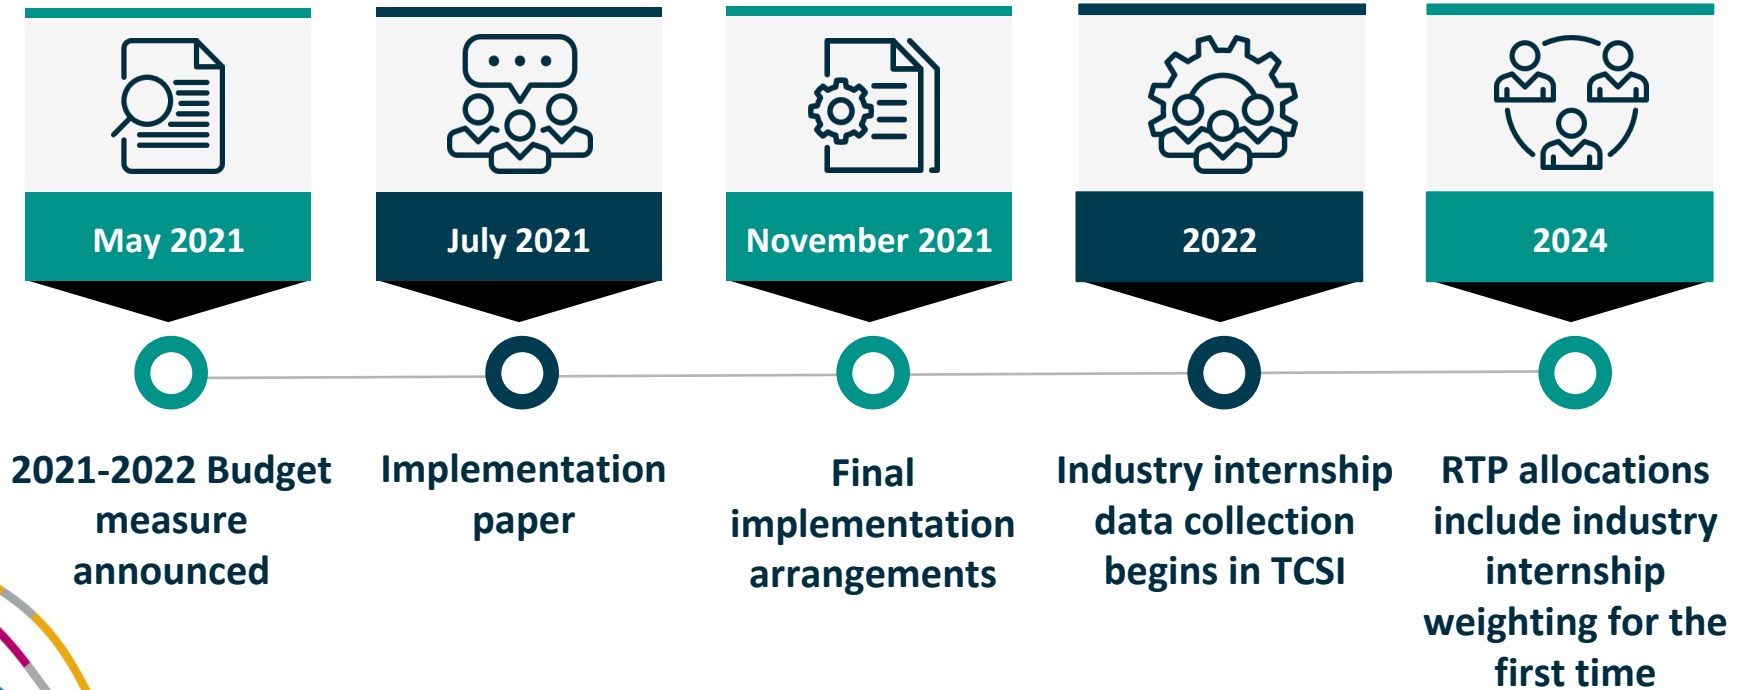 May 2021
July 2021
November 2021
2022
2024
2021-2022 Budget
measure
announced
Implementation
paper
Final
implementation
arrangements
Industry internship
data collection
begins in TCSI
RTP allocations
include industry
internship
weighting for the
first time